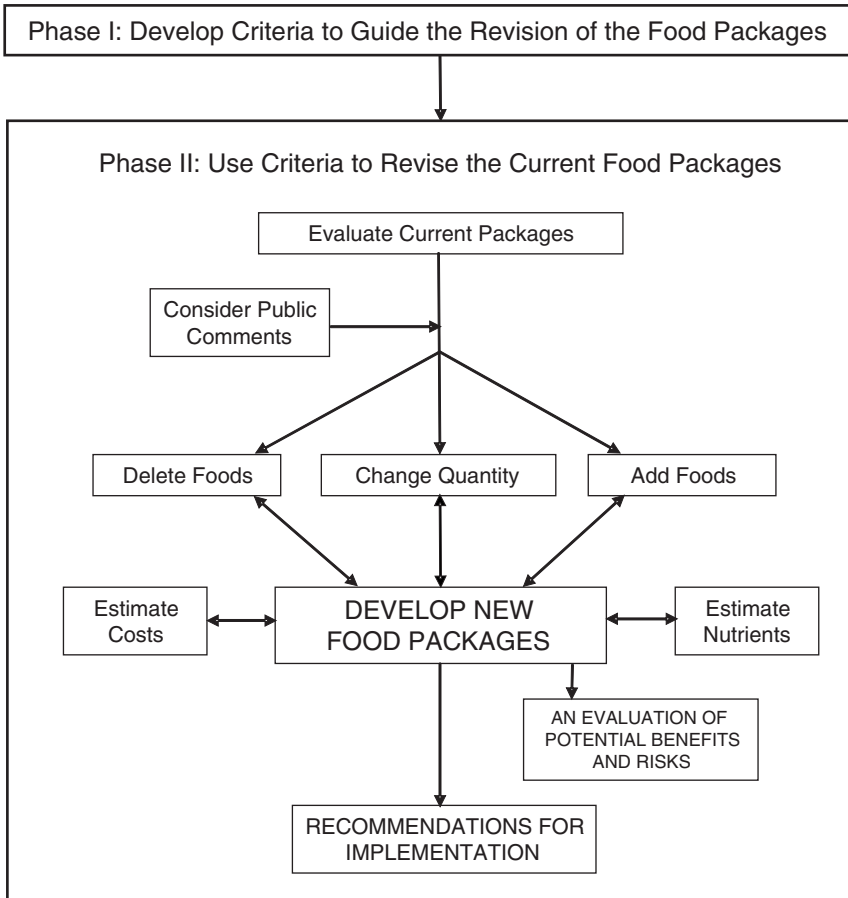 Phase I: Develop Criteria to Guide the Revision of the Food Packages
Phase II: Use Criteria to Revise the Current Food Packages
Evaluate Current Packages
Consider Public
Comments
Delete Foods
Change Quantity
Add Foods
Estimate
Costs
DEVELOP NEW
FOOD PACKAGES
Estimate
Nutrients
AN EVALUATION OF
POTENTIAL BENEFITS
AND RISKS
RECOMMENDATIONS FOR
IMPLEMENTATION